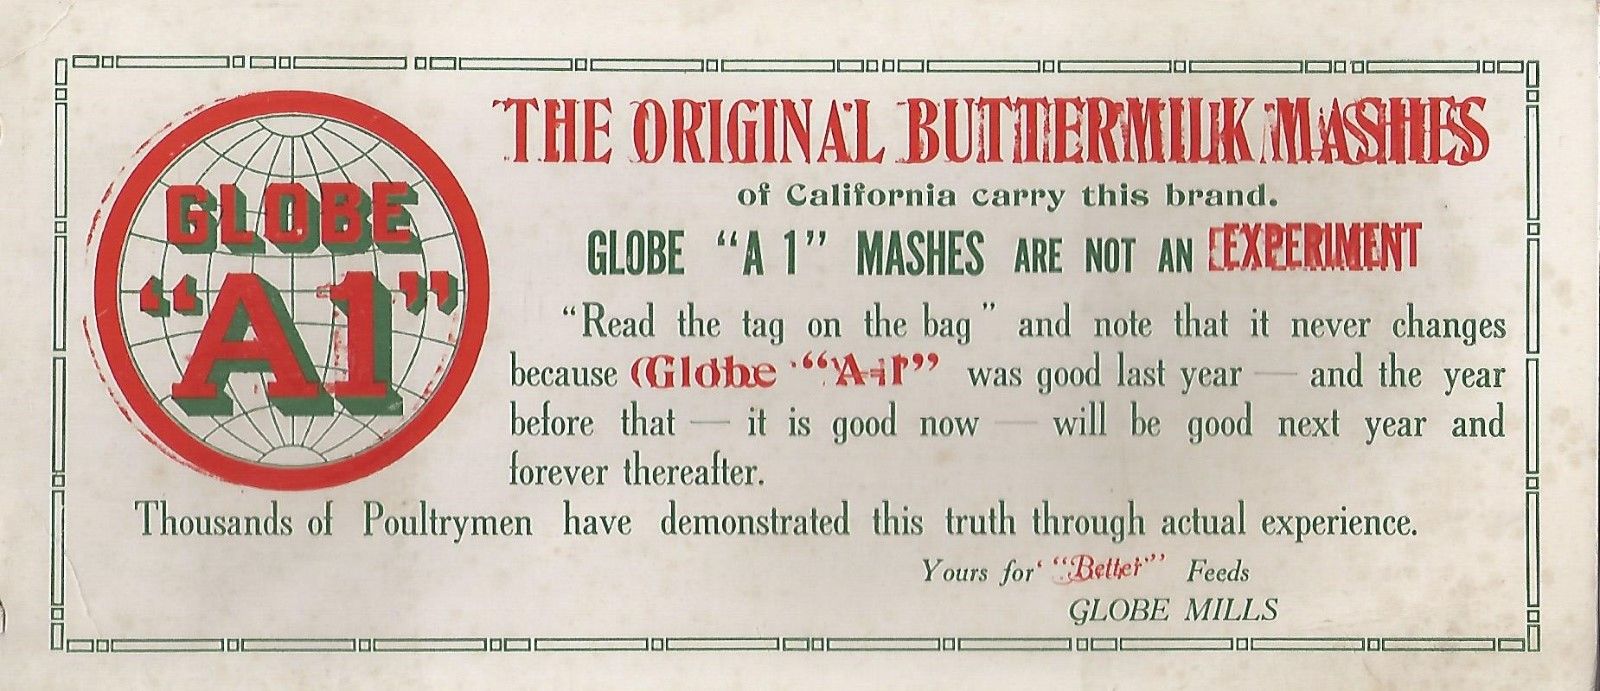 GLOBE
"A1"
THE ORIGINAL BUTTERMILK MASHES
of California carry this brand.
GLOBE "A 1" MASHES ARE NOT AN EXPERIMENT
"Read the tag on the bag" and note that it never changes
because Globe "A-1" was good last year — and the year
before that — it is good now — will be good next year and
forever thereafter.
Thousands of Poultrymen have demonstrated this truth through actual experience.
Yours for "Better" Feeds
GLOBE MILLS